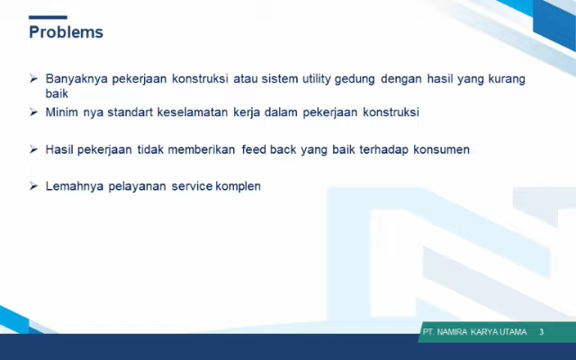 Problems
➢ Banyaknya pekerjaan konstruksi atau sistem utility gedung dengan hasil yang kurang
baik
➢ Minim nya standart keselamatan kerja dalam pekerjaan konstruksi
➢ Hasil pekerjaan tidak memberikan feed back yang baik terhadap konsumen
➢ Lemahnya pelayanan service komplen
PT. NAMIRA KARYA UTAMA 3